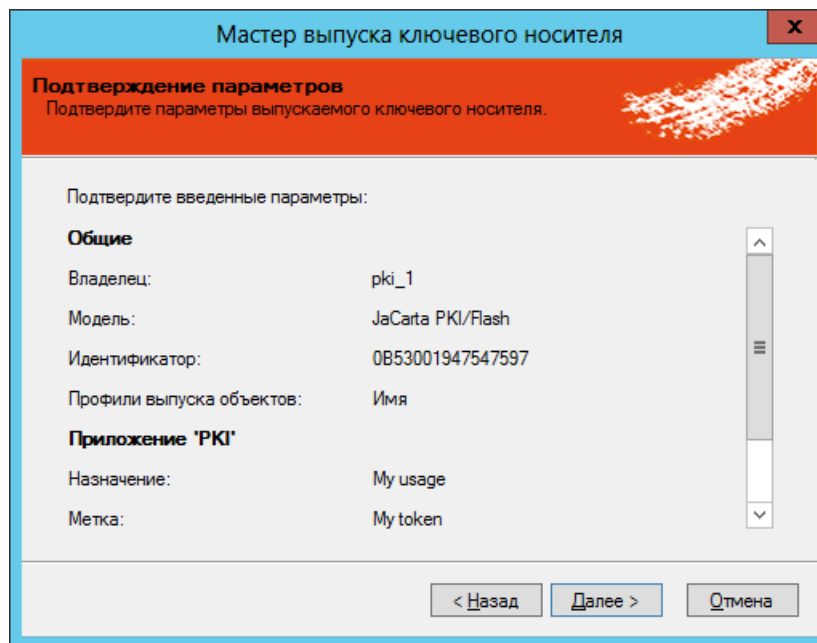 Мастер выпуска ключевого носителя
x
Подтверждение параметров
Подтвердите параметры выпускаемого ключевого носителя.
Подтвердите введенные параметры:
Общие
Владелец: pki_1
Модель: JaCarta PKI/Flash
Идентификатор: 0B53001947547597
Профили выпуска объектов: Имя
Приложение 'PKI'
Назначение: My usage
Метка: My token
< Назад Далее > Отмена